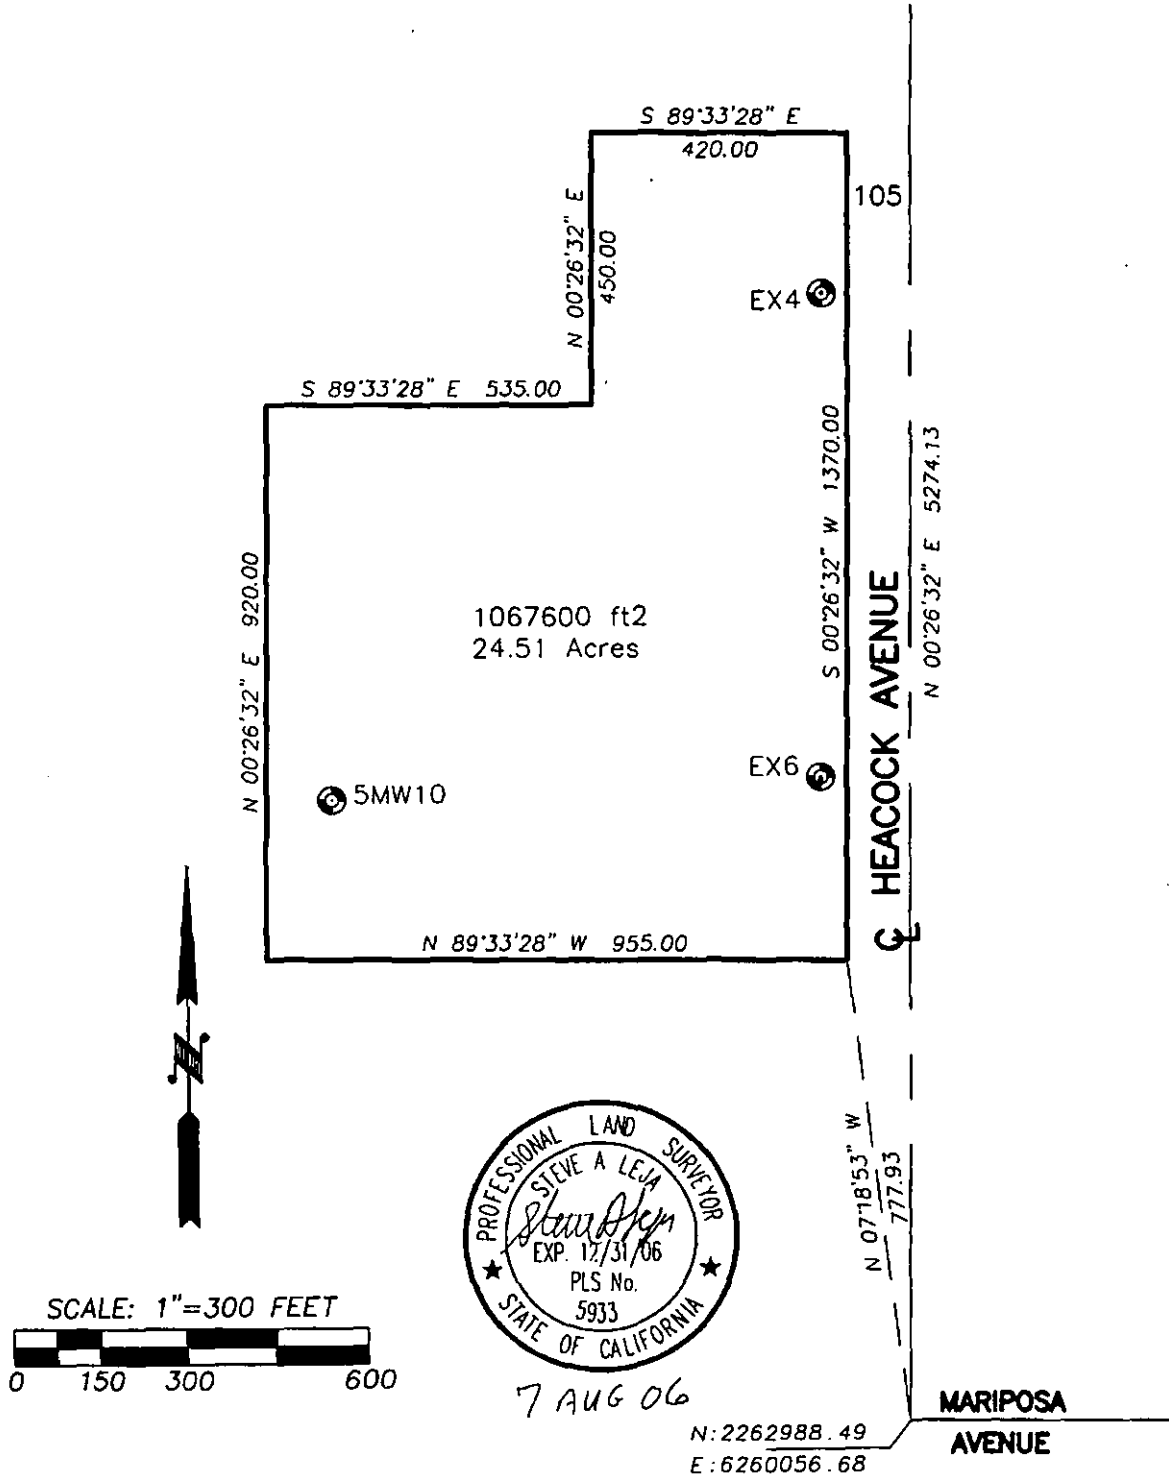 S 89°33'28" E
420.00
105
N 00°26'32" E
450.00
EX4
S 89°33'28" E 535.00
S 00°26'32" W 1370.00
N 00°26'32" E 5274.13
N 00°26'32" E 920.00
1067600 ft2
24.51 Acres
HEACOCK AVENUE
EX6
5MW10
CL
N 89°33'28" W 955.00
N
N 07°18'53" W
777.93
PROFESSIONAL LAND SURVEYOR
STEVE A LEJA
EXP. 12/31/06
PLS No.
5933
STATE OF CALIFORNIA
7 AUG 06
SCALE: 1"=300 FEET
0 150 300 600
MARIPOSA
AVENUE
N:2262988.49
E:6260056.68